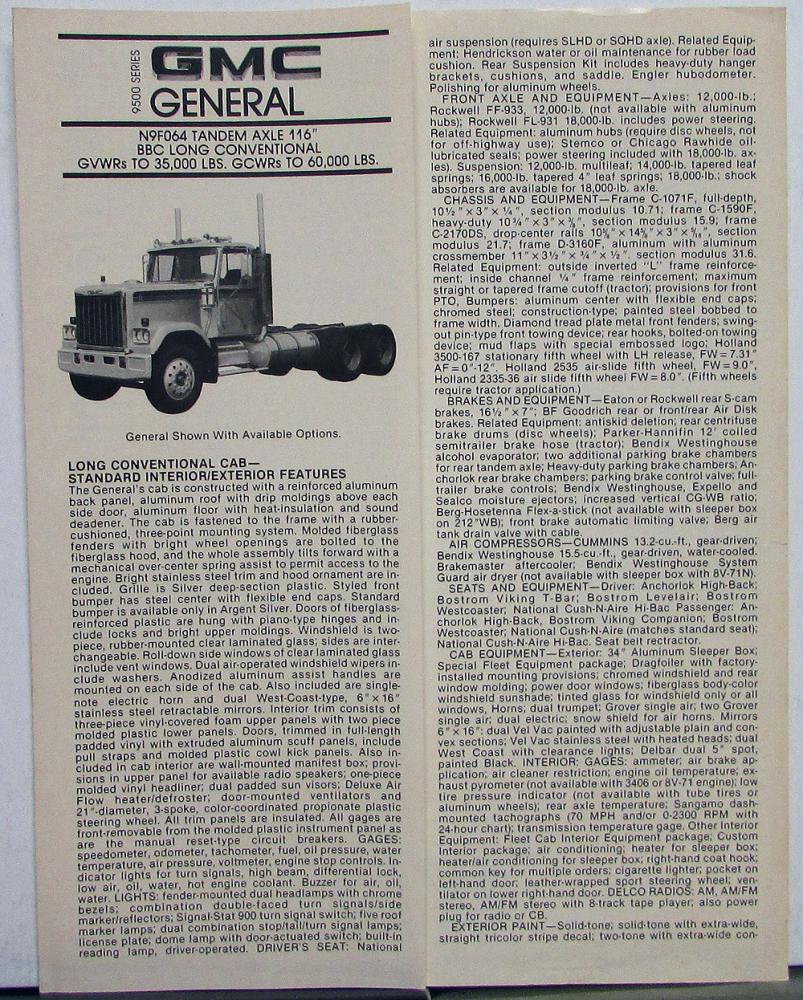 9500 SERIES
GMC
GENERAL
N9F064 TANDEM AXLE 116"
BBC LONG CONVENTIONAL
GVWRs TO 35,000 LBS. GCWRs TO 60,000 LBS.
General Shown With Available Options.
LONG CONVENTIONAL CAB—
STANDARD INTERIOR/EXTERIOR FEATURES
The General's cab is constructed with a reinforced aluminum
back panel, aluminum roof with drip moldings above each
side door, aluminum floor with heat-insulation and sound
deadener. The cab is fastened to the frame with a rubber-
cushioned, three-point mounting system. Molded fiberglass
fenders with bright wheel openings are bolted to the
fiberglass hood, and the whole assembly tilts forward with a
mechanical over-center spring assist to permit access to the
engine. Bright stainless steel trim and hood ornament are in-
cluded. Grille is Silver deep-section plastic. Styled front
bumper has steel center with flexible end caps. Standard
bumper is available only in Argent Silver. Doors of fiberglass-
reinforced plastic are hung with piano-type hinges and in-
clude locks and bright upper moldings. Windshield is two-
piece, rubber-mounted clear laminated glass; sides are inter-
changeable. Roll-down side windows of clear laminated glass
include vent windows. Dual air-operated windshield wipers in-
clude washers. Anodized aluminum assist handles are
mounted on each side of the cab. Also included are single-
note electric horn and dual West-Coast-type, 6"×16"
stainless steel retractable mirrors. Interior trim consists of
three-piece vinyl-covered foam upper panels with two piece
molded plastic lower panels. Doors, trimmed in full-length
padded vinyl with extruded aluminum scuff panels, include
pull straps and molded plastic cowl kick panels. Also in-
cluded in cab interior are wall-mounted manifest box; provi-
sions in upper panel for available radio speakers; one-piece
molded vinyl headliner; dual padded sun visors; Deluxe Air
Flow heater/defroster; door-mounted ventilators and
21"-diameter, 3-spoke, color-coordinated propionate plastic
steering wheel. All trim panels are insulated. All gages are
front-removable from the molded plastic instrument panel as
are the manual reset-type circuit breakers. GAGES:
speedometer, odometer, tachometer, fuel, oil pressure, water
temperature, air pressure, voltmeter, engine stop controls. In-
dicator lights for turn signals, high beam, differential lock,
low air, oil, water, hot engine coolant. Buzzer for air, oil,
water. LIGHTS: fender-mounted dual headlamps with chrome
bezels; combination double-faced turn signals/side
marker/reflectors; Signal-Stat 900 turn signal switch; five roof
marker lamps; dual combination stop/tail/turn signal lamps;
license plate; dome lamp with door-actuated switch; built-in
reading lamp, driver-operated. DRIVER'S SEAT: National
air suspension (requires SLHD or SQHD axle). Related Equip-
ment: Hendrickson water or oil maintenance for rubber load
cushion. Rear Suspension Kit includes heavy-duty hanger
brackets, cushions, and saddle. Engler hubodometer.
Polishing for aluminum wheels.
FRONT AXLE AND EQUIPMENT—Axles: 12,000-lb.;
Rockwell FF-933, 12,000-lb. (not available with aluminum
hubs); Rockwell FL-931 18,000-lb. includes power steering.
Related Equipment: aluminum hubs (require disc wheels, not
for off-highway use); Stemco or Chicago Rawhide oil-
lubricated seals; power steering included with 18,000-lb. ax-
les). Suspension: 12,000-lb. multileaf; 14,000-lb. tapered leaf
springs; 16,000-lb. tapered 4" leaf springs; 18,000-lb.; shock
absorbers are available for 18,000-lb. axle.
CHASSIS AND EQUIPMENT—Frame C-1071F, full-depth,
10½"×3"×¼", section modulus 10.71; frame C-1590F,
heavy-duty 10¾"×3"×⅜", section modulus 15.9; frame
C-2170DS, drop-center rails section
modulus 21.7; frame D-3160F, aluminum with aluminum
crossmember 11"×3½"×¾"×½". section modulus 31.6.
Related Equipment: outside inverted "L" frame reinforce-
ment; inside channel ¼" frame reinforcement; maximum
straight or tapered frame cutoff (tractor); provisions for front
PTO, Bumpers: aluminum center with flexible end caps;
chromed steel; construction-type; painted steel bobbed to
frame width. Diamond tread plate metal front fenders; swing-
out pin-type front towing device; rear hooks, bolted-on towing
device; mud flaps with special embossed logo; Holland
3500-167 stationary fifth wheel with LH release, FW = 7.31"
AF = 0"-12". Holland 2535 air-slide fifth wheel, FW = 9.0",
Holland 2335-36 air slide fifth wheel FW = 8.0". (Fifth wheels
require tractor application.)
BRAKES AND EQUIPMENT—Eaton or Rockwell rear S-cam
brakes, 16½"×7"; BF Goodrich rear or front/rear Air Disk
brakes. Related Equipment: antiskid deletion; rear centrifuse
brake drums (disc wheels); Parker-Hannifin 12' coiled
semitrailer brake hose (tractor); Bendix Westinghouse
alcohol evaporator; two additional parking brake chambers
for rear tandem axle; Heavy-duty parking brake chambers; An-
chorlok rear brake chambers; parking brake control valve; full-
trailer brake controls; Bendix Westinghouse, Expello and
Sealco moisture ejectors; increased vertical CG-WB ratio;
Berg-Hosetenna Flex-a-stick (not available with sleeper box
on 212"WB); front brake automatic limiting valve; Berg air
tank drain valve with cable.
AIR COMPRESSORS—CUMMINS 13.2-cu.-ft., gear-driven;
Bendix Westinghouse 15.5-cu.-ft., gear-driven, water-cooled.
Brakemaster aftercooler; Bendix Westinghouse System
Guard air dryer (not available with sleeper box with 8V-71N).
SEATS AND EQUIPMENT—Driver: Anchorlok High-Back;
Bostrom Viking T-Bar; Bostrom Levelair; Bostrom
Westcoaster; National Cush-N-Aire Hi-Bac Passenger: An-
chorlok High-Back, Bostrom Viking Companion; Bostrom
Westcoaster; National Cush-N-Aire (matches standard seat);
National Cush-N-Aire Hi-Bac. Seat belt rectractor.
CAB EQUIPMENT—Exterior: 34" Aluminum Sleeper Box;
Special Fleet Equipment package; Dragfoiler with factory-
installed mounting provisions; chromed windshield and rear
window molding; power door windows; fiberglass body-color
windshield sunshade; tinted glass for windshield only or all
windows, Horns; dual trumpet; Grover single air; two Grover
single air; dual electric; snow shield for air horns. Mirrors
6"×16": dual Vel Vac painted with adjustable plain and con-
vex sections; Vel Vac stainless steel with heated heads; dual
West Coast with clearance lights; Delbar dual 5" spot,
painted Black. INTERIOR: GAGES: ammeter; air brake ap-
plication; air cleaner restriction; engine oil temperature; ex-
haust pyrometer (not available with 3406 or 8V-71 engine); low
tire pressure indicator (not available with tube tires or
aluminum wheels); rear axle temperature; Sangamo dash-
mounted tachographs (70 MPH and/or 0-2300 RPM with
24-hour chart); transmission temperature gage. Other Interior
Equipment: Fleet Cab Interior Equipment package; Custom
Interior package; air conditioning; heater for sleeper box;
heater/air conditioning for sleeper box; right-hand coat hook;
common key for multiple orders; cigarette lighter; pocket on
left-hand door; leather-wrapped sport steering wheel; ven-
tilator on lower right-hand door. DELCO RADIOS: AM, AM/FM
stereo, AM/FM stereo with 8-track tape player; also power
plug for radio or CB.
EXTERIOR PAINT—Solid-tone; solid-tone with extra-wide,
straight tricolor stripe decal; two-tone with extra-wide con-